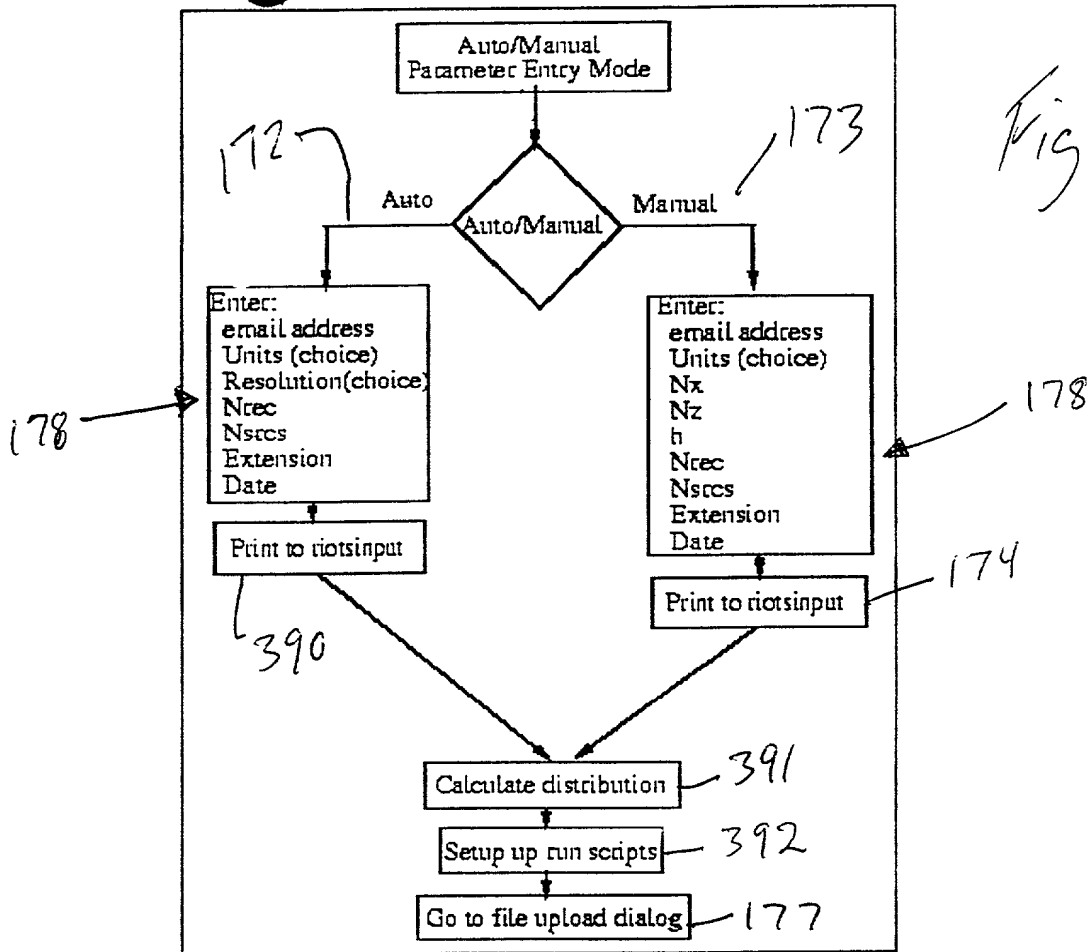 Auto/Manual
Parameter Entry Mode
Fig
172
173
Auto
Manual
Auto/Manual
Enter:
email address
Units (choice)
Resolution(choice)
Nrec
Nsrcs
Extension
Date
178
Enter:
email address
Units (choice)
Nx
Nz
h
Nrec
Nsrcs
Extension
Date
178
Print to riotsinput
390
Print to riotsinput
174
Calculate distribution
391
Setup up run scripts
392
Go to file upload dialog
177